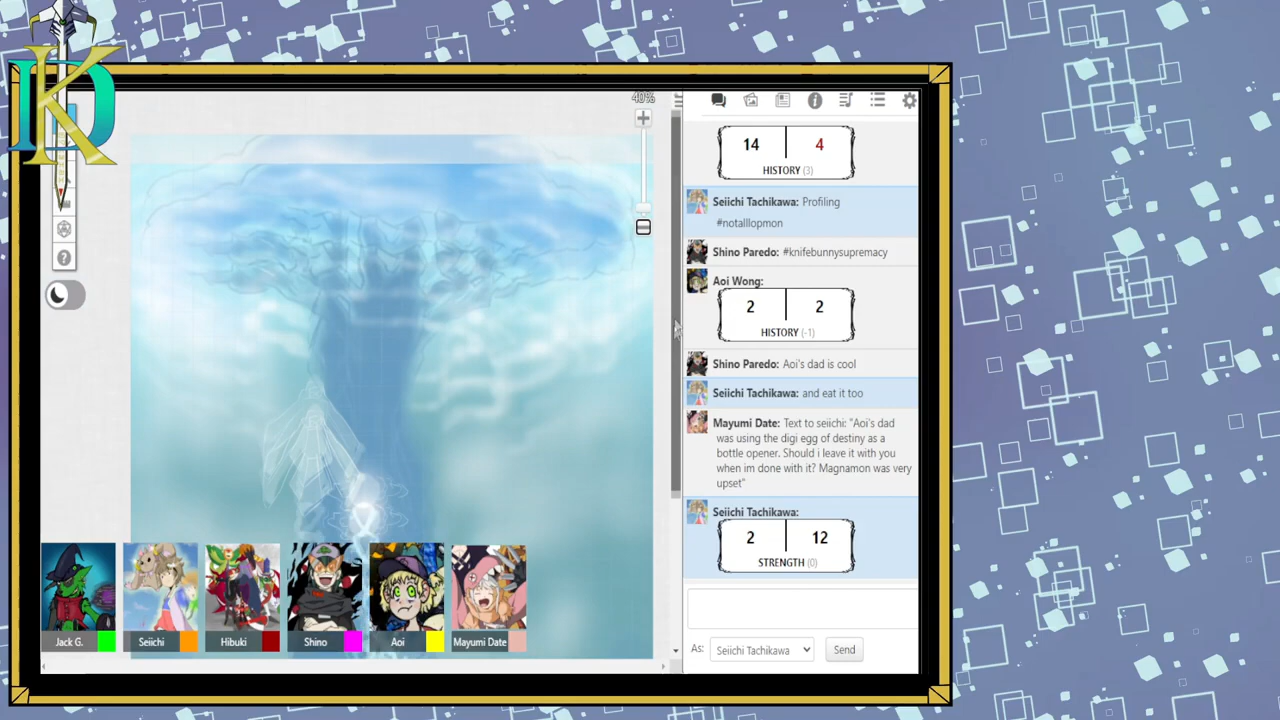 DK
40%
14 4
HISTORY (3)
Seiichi Tachikawa: Profiling
#notalllopmon
Shino Paredo: #knifebunnysupremacy
Aoi Wong:
2 2
HISTORY (-1)
Shino Paredo: Aoi's dad is cool
Seiichi Tachikawa: and eat it too
Mayumi Date: Text to seiichi: "Aoi's dad
was using the digi egg of destiny as a
bottle opener. Should i leave it with you
when im done with it? Magnamon was very
upset"
Seiichi Tachikawa:
2 12
STRENGTH (0)
As: Seiichi Tachikawa Send
Jack G. Seiichi Hibuki Shino Aoi Mayumi Date